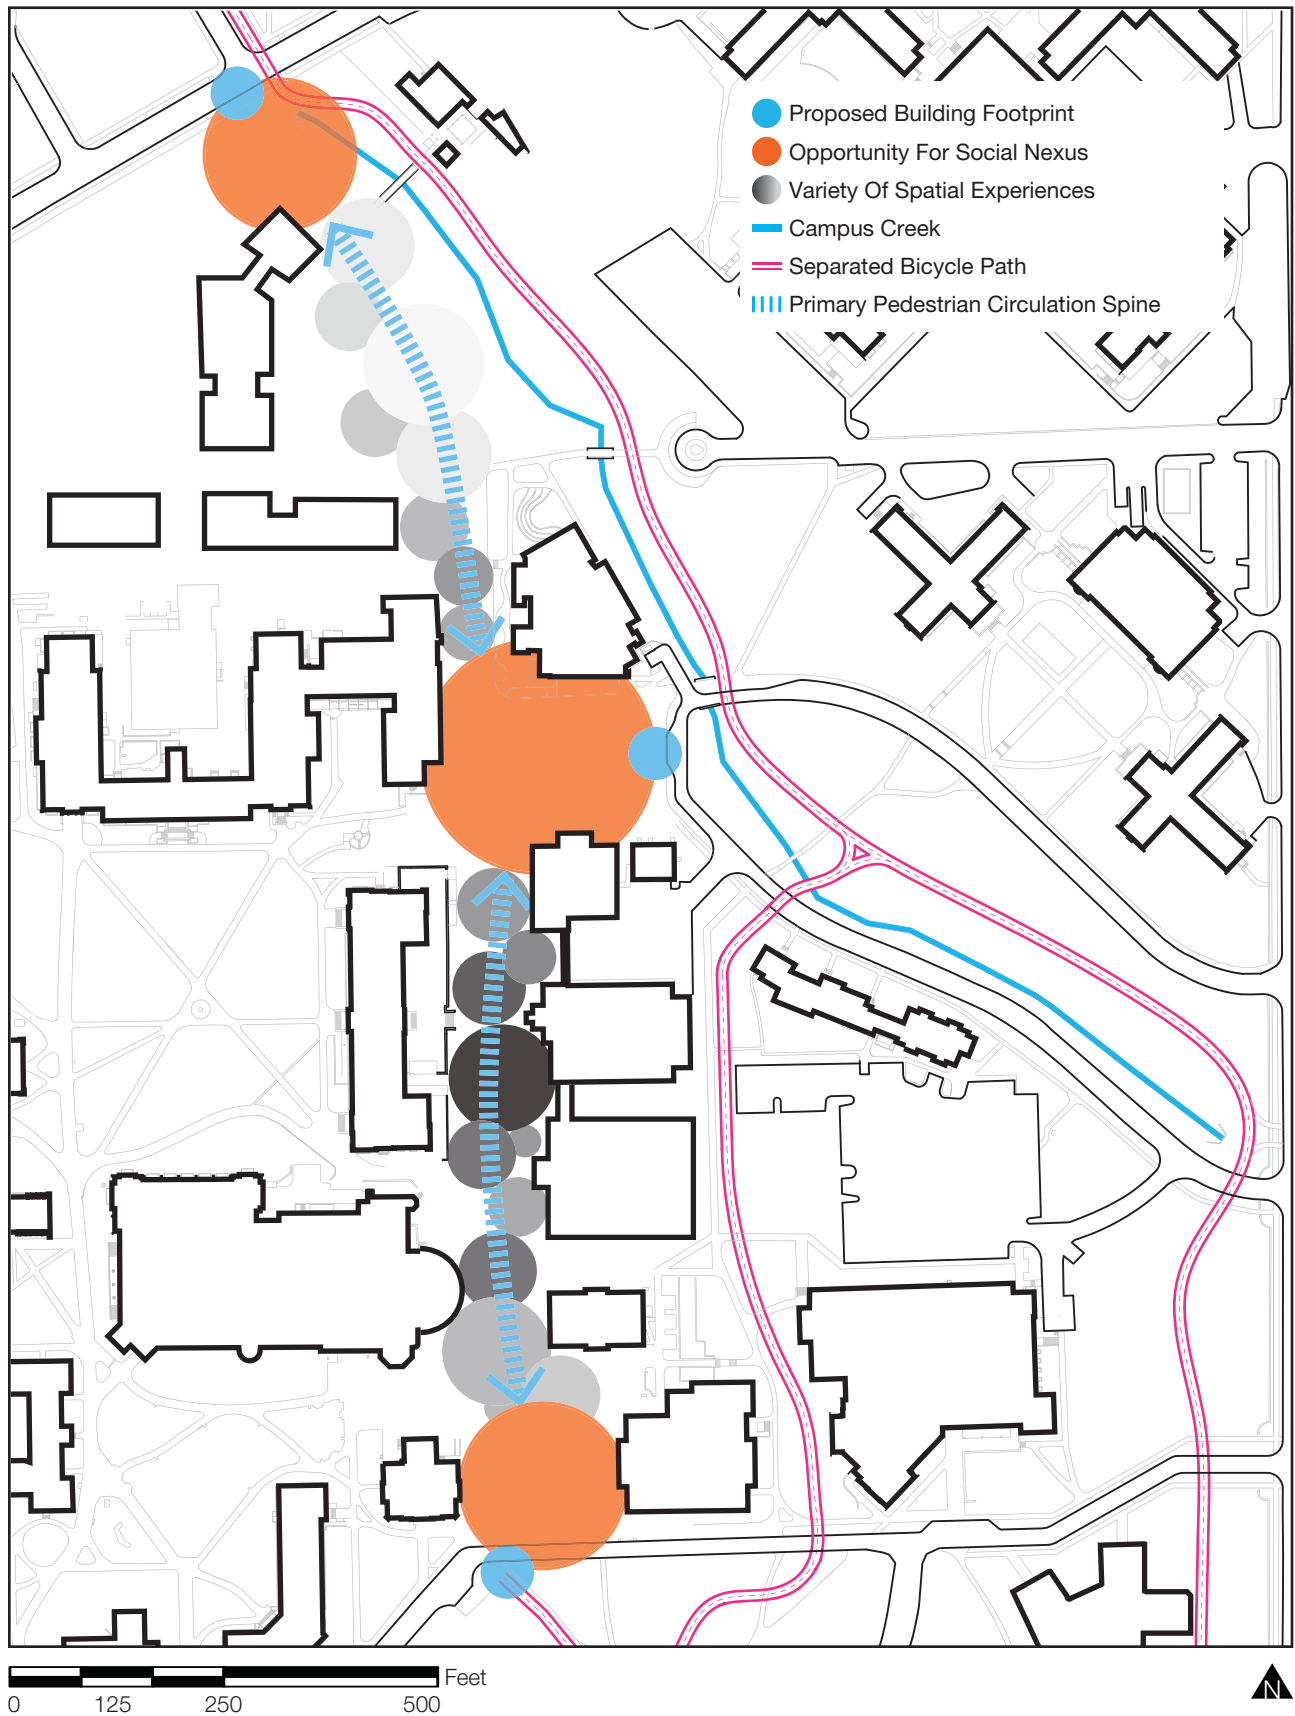 Proposed Building Footprint
Opportunity For Social Nexus
Variety Of Spatial Experiences
Campus Creek
Separated Bicycle Path
Primary Pedestrian Circulation Spine
Feet
0 125 250 500
N